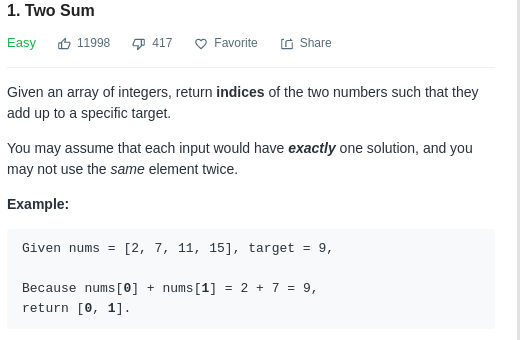 1. Two Sum
Easy 11998 417 Favorite Share
Given an array of integers, return indices of the two numbers such that they
add up to a specific target.
You may assume that each input would have exactly one solution, and you
may not use the same element twice.
Example:
Given nums = [2, 7, 11, 15], target = 9,
Because nums[0] + nums[1] = 2 + 7 = 9,
return [0, 1].